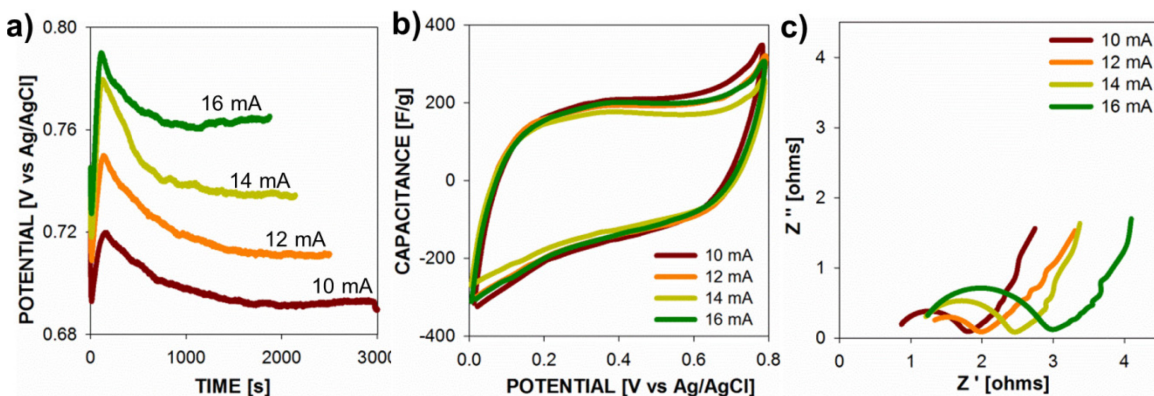 a)
POTENTIAL [V vs Ag/AgCl]
0.80
0.76
0.72
0.68
16 mA
14 mA
12 mA
10 mA
0
1000
2000
3000
TIME [s]
b)
CAPACITANCE [F/g]
400
200
0
-200
-400
10 mA
12 mA
14 mA
16 mA
0.0
0.2
0.4
0.6
0.8
POTENTIAL [V vs Ag/AgCl]
c)
Z '' [ohms]
4
3
2
1
0
10 mA
12 mA
14 mA
16 mA
0
1
2
3
4
Z ' [ohms]